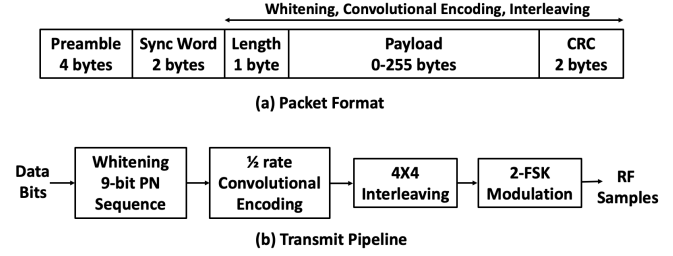 Whitening, Convolutional Encoding, Interleaving
Preamble
4 bytes
Sync Word
2 bytes
Length
1 byte
Payload
0-255 bytes
CRC
2 bytes
(a) Packet Format
Data
Bits
Whitening
9-bit PN
Sequence
½ rate
Convolutional
Encoding
4X4
Interleaving
2-FSK
Modulation
RF
Samples
(b) Transmit Pipeline